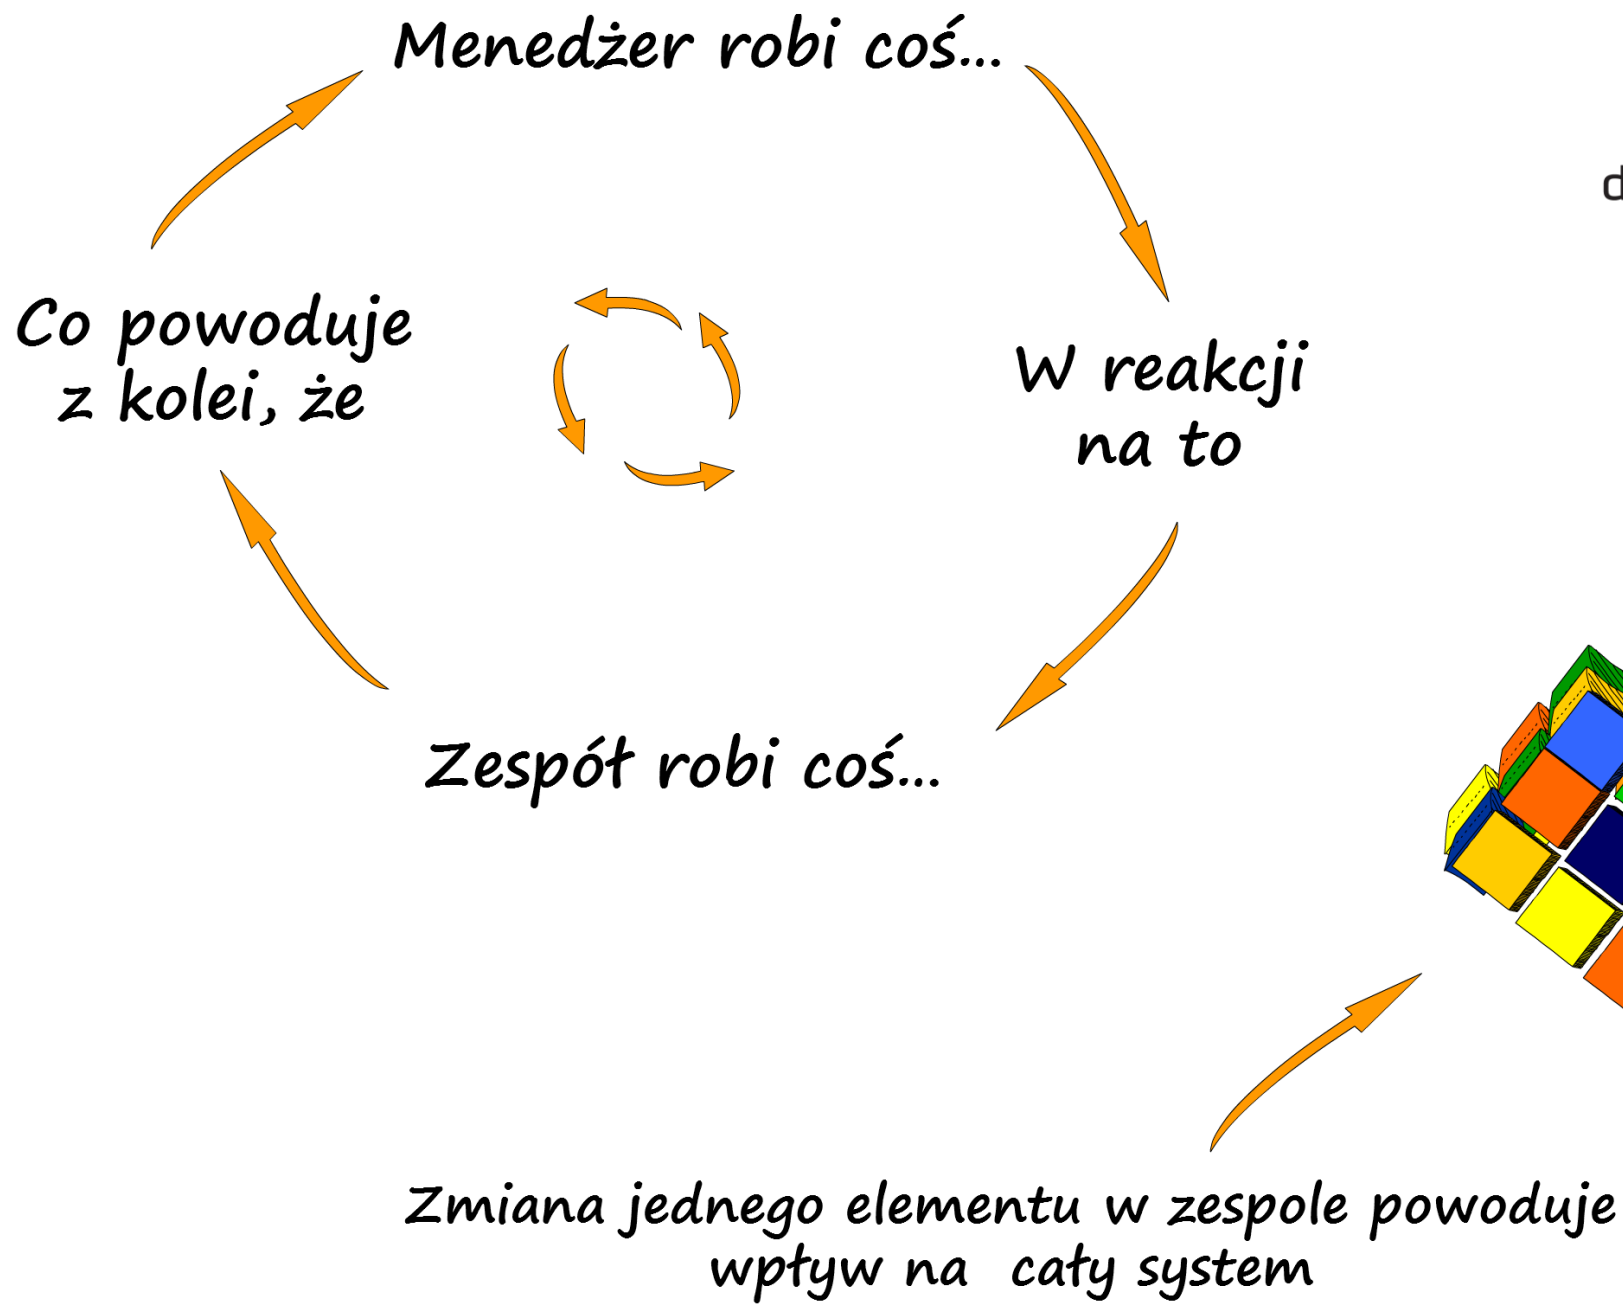 Menedżer robi coś...
W reakcji
na to
Zespół robi coś...
Co powoduje
z kolei, że
Zmiana jednego elementu w zespole powoduje
wpływ na cały system